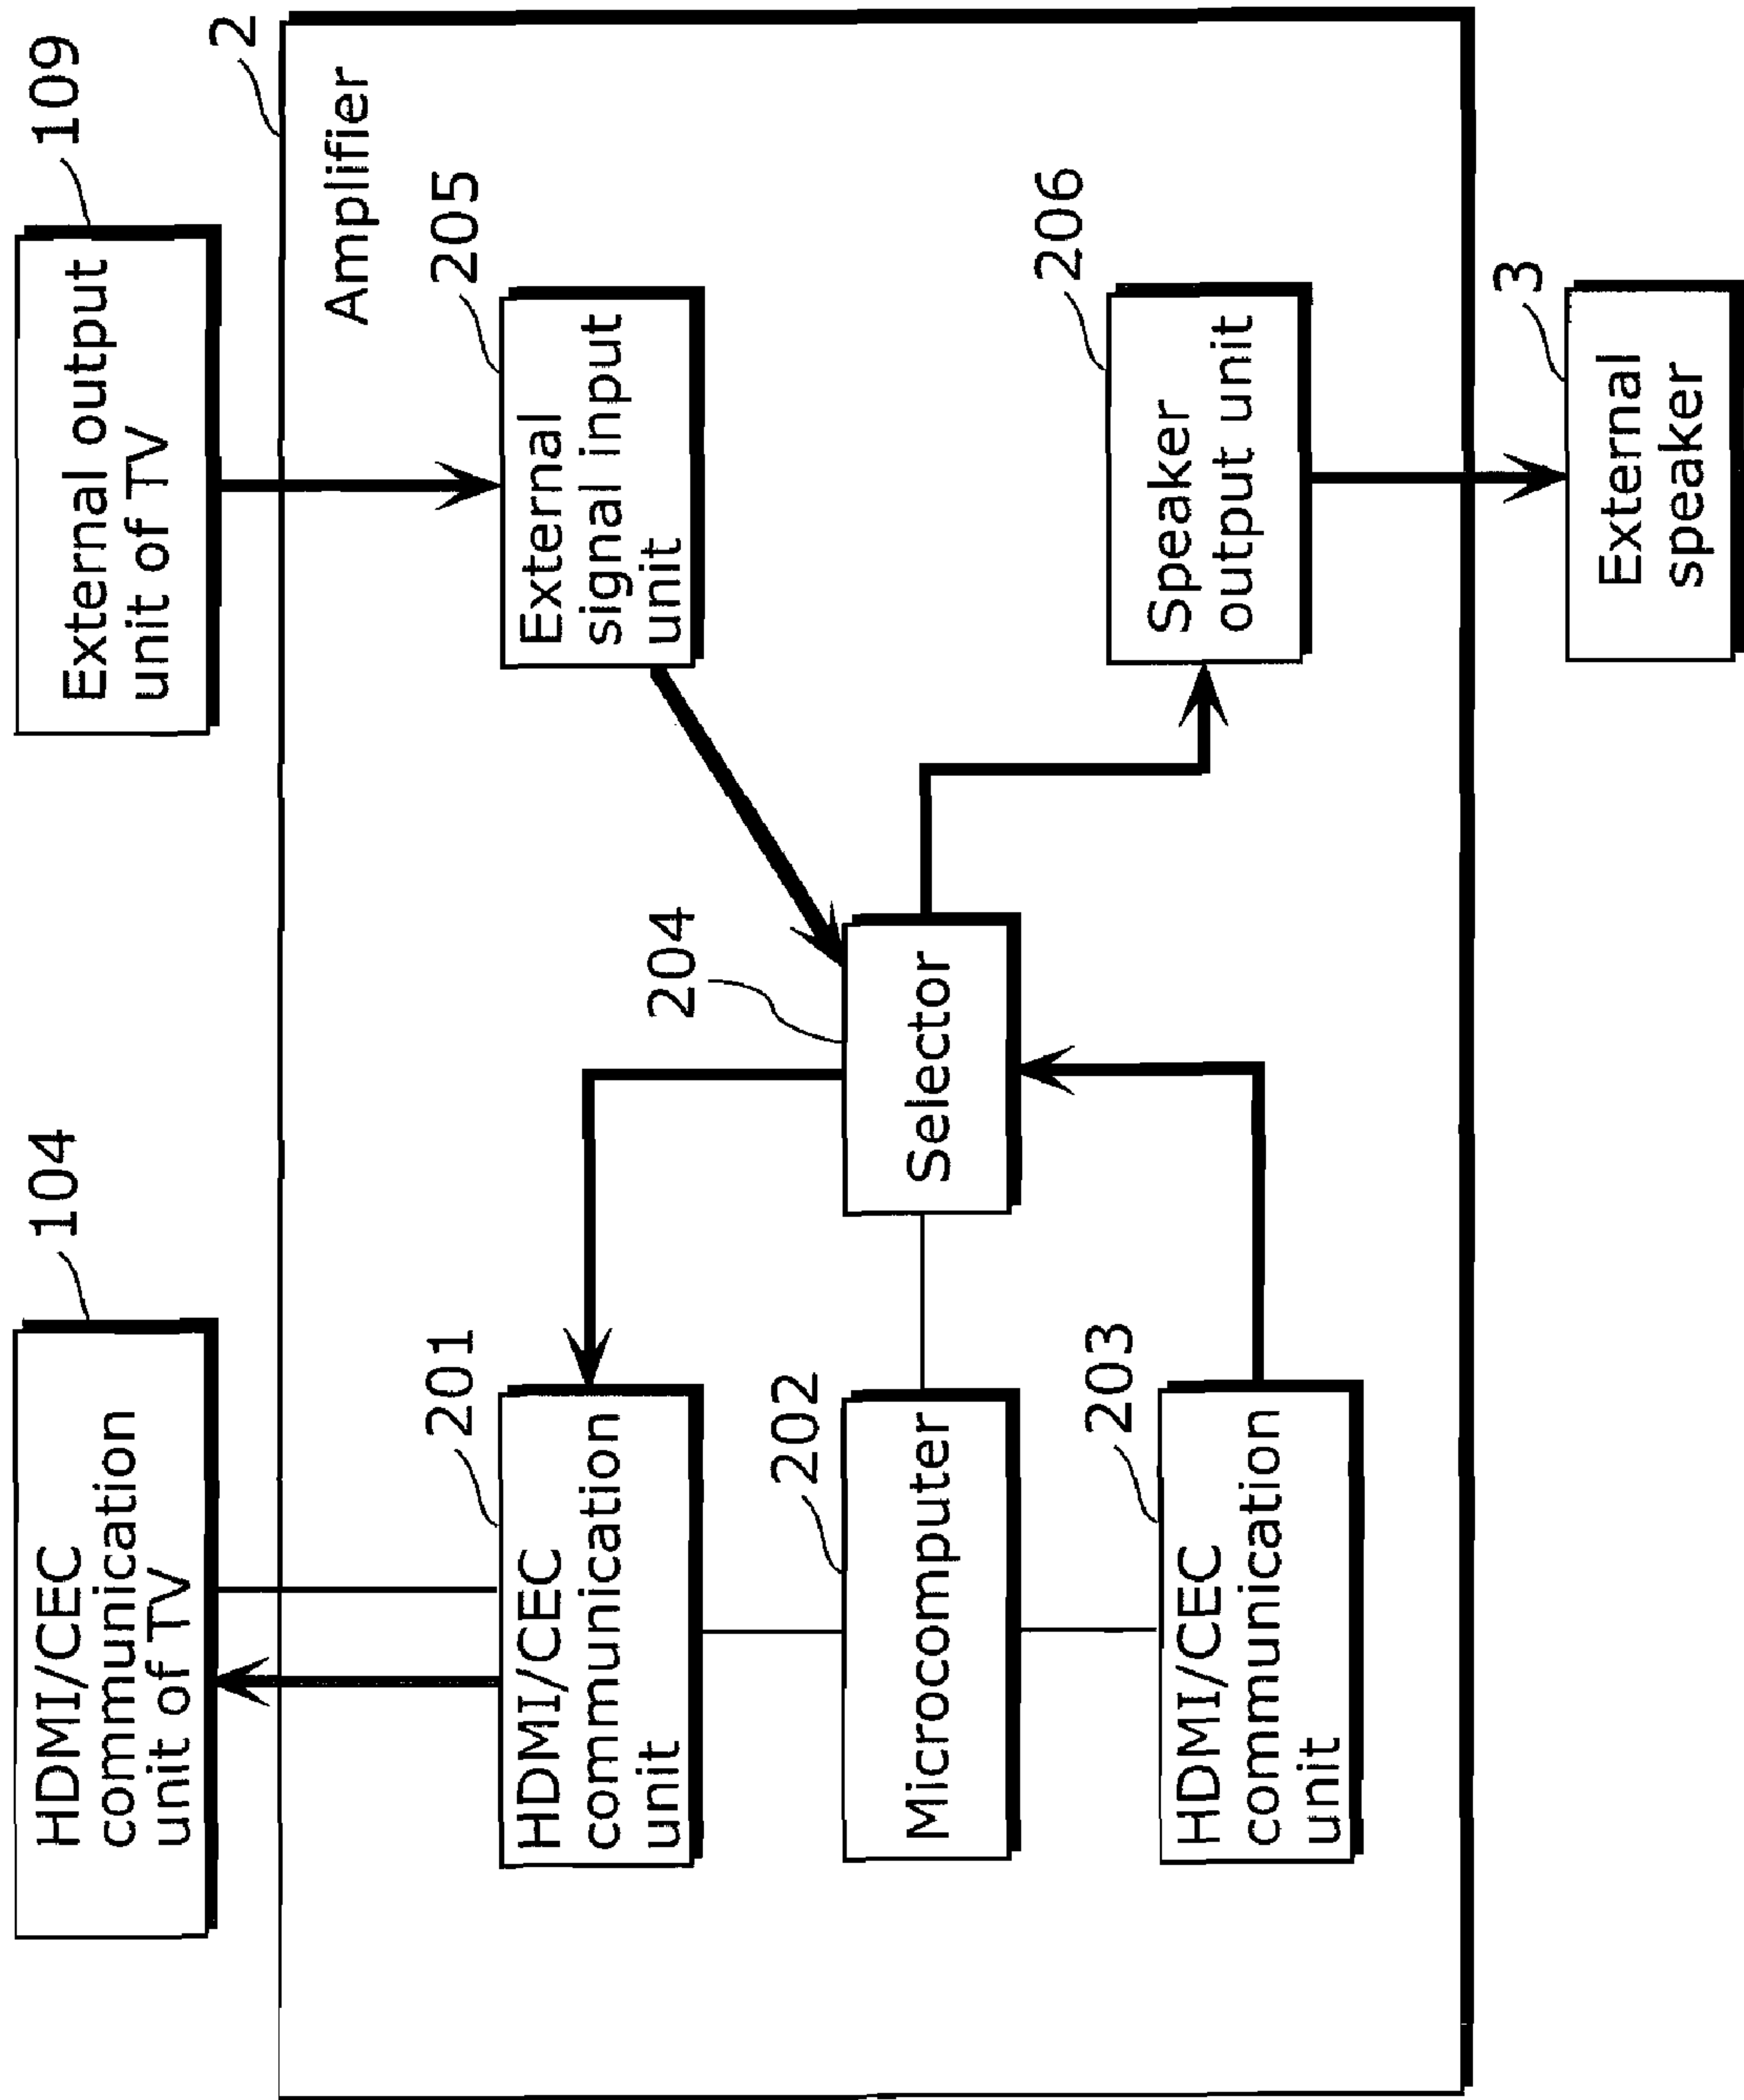 104
HDMI/CEC
communication
unit of TV
109
External output
unit of TV
2
Amplifier
201
HDMI/CEC
communication
unit
205
External
signal input
unit
202
Microcomputer
204
Selector
203
HDMI/CEC
communication
unit
206
Speaker
output unit
3
External
speaker